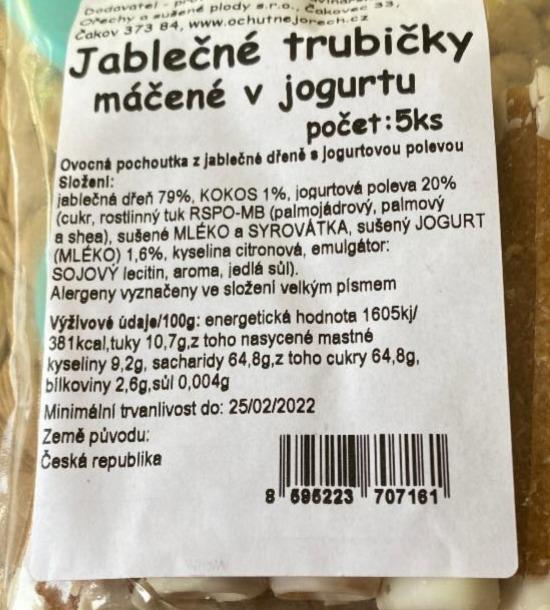 Dodavatel -
Ořechy a sušené plody s.r.o., Čakovec 33,
Čakov 373 84, www.ochutnejorech.cz
Jablečné trubičky
máčené v jogurtu
počet:5ks
Ovocná pochoutka z jablečné dřeně s jogurtovou polevou
Složení:
jablečná dřeň 79%, KOKOS 1%, jogurtová poleva 20%
(cukr, rostlinný tuk RSPO-MB (palmojádrový, palmový
a shea), sušené MLÉKO a SYROVÁTKA, sušený JOGURT
(MLÉKO) 1,6%, kyselina citronová, emulgátor:
SOJOVÝ lecitin, aroma, jedlá sůl).
Alergeny vyznačeny ve složení velkým písmem
Výživové údaje/100g: energetická hodnota 1605kj/
381kcal,tuky 10,7g,z toho nasycené mastné
kyseliny 9,2g, sacharidy 64,8g,z toho cukry 64,8g,
bílkoviny 2,6g,sůl 0,004g
Minimální trvanlivost do: 25/02/2022
Země původu:
Česká republika
8 595223 707161